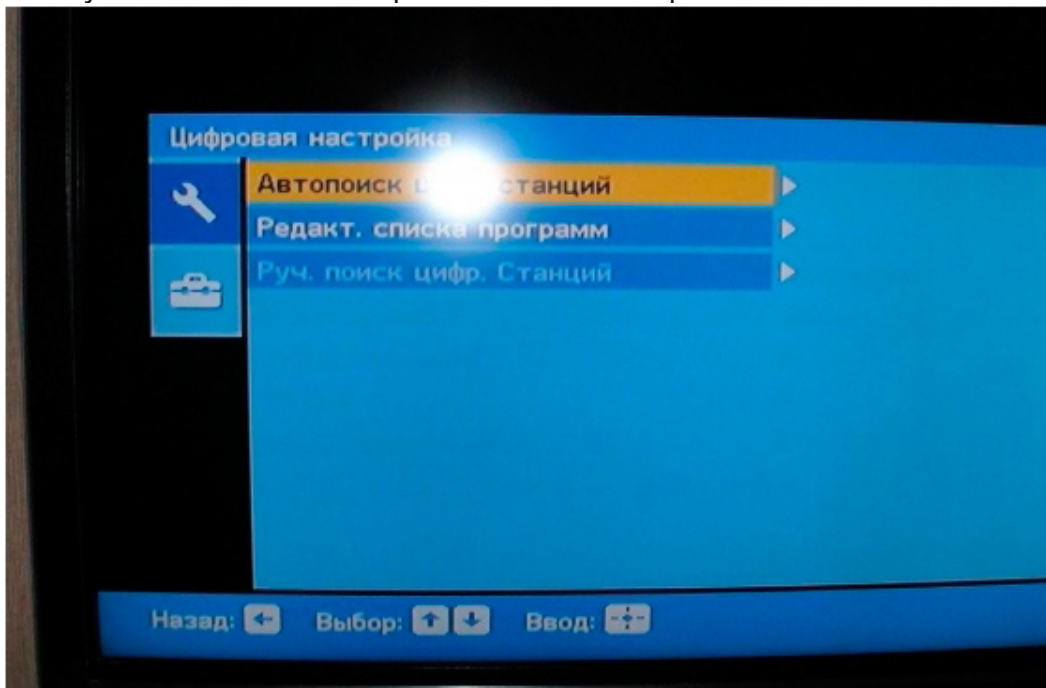 Цифровая настройка
Автопоиск станций
Редакт. списка программ
Руч. поиск цифр. Станций
Назад: Выбор: Ввод: